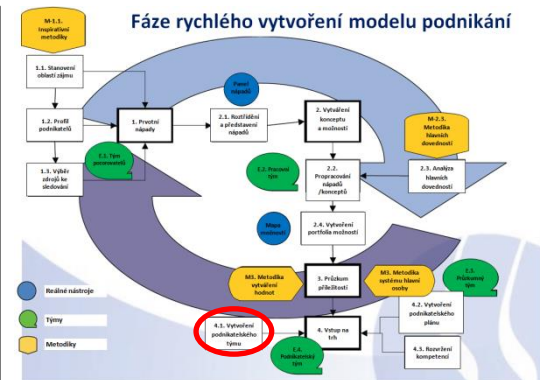 Fáze rychlého vytvoření modelu podnikání
M-1.1.
Inspirativní
metodiky
1.1. Stanovení
oblastí zájmu
1.2. Profil
podnikatelů
1.3. Výběr
zdrojů ke
sledování
E.1. Tým
pozorovatelů
1. Prvotní
nápady
Panel
nápadů
2.1. Roztřídění
a představení
nápadů
2. Vytváření
konceptu
a možností
M-2.3.
Metodika
hlavních
dovedností
E.2. Pracovní
tým
2.2.
Propracování
nápadů
/konceptů
2.3. Analýza
hlavních
dovedností
Mapa
možností
2.4. Vytvoření
portfolia možností
M3. Metodika
vytváření
hodnot
3. Průzkum
příležitostí
M3. Metodika
systému hlavní
osoby
E.3.
Průzkumný
tým
Reálné nástroje
Týmy
Metodiky
4.1. Vytvoření
podnikatelského
týmu
4. Vstup na
trh
4.2. Vytvoření
podnikatelského
plánu
4.3. Rozvržení
kompetencí
E.4.
Podnikatelský
tým